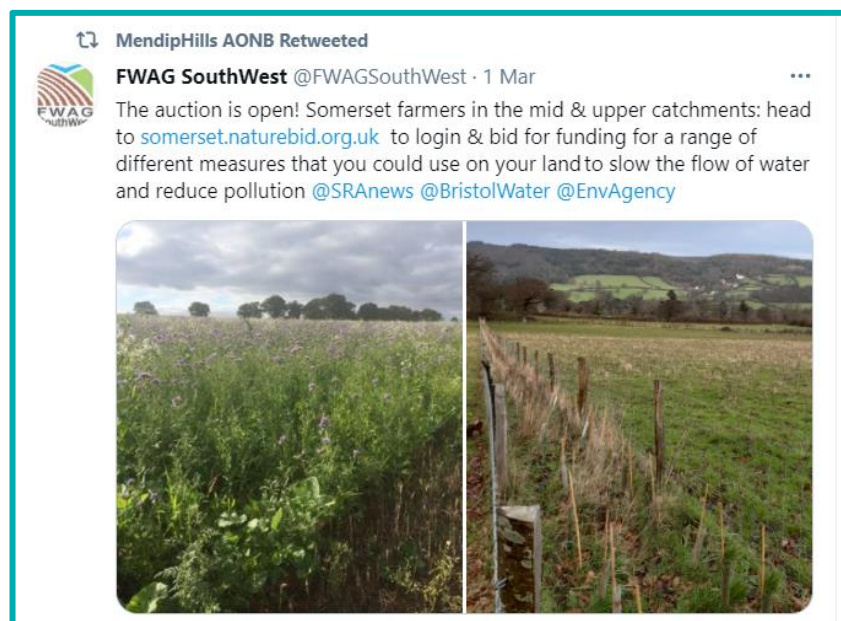 MendipHills AONB Retweeted
FWAG SouthWest @FWAGSouthWest · 1 Mar
FWAG
SouthWest
The auction is open! Somerset farmers in the mid & upper catchments: head
to somerset.naturebid.org.uk to login & bid for funding for a range of
different measures that you could use on your land to slow the flow of water
and reduce pollution @SRAnews @BristolWater @EnvAgency